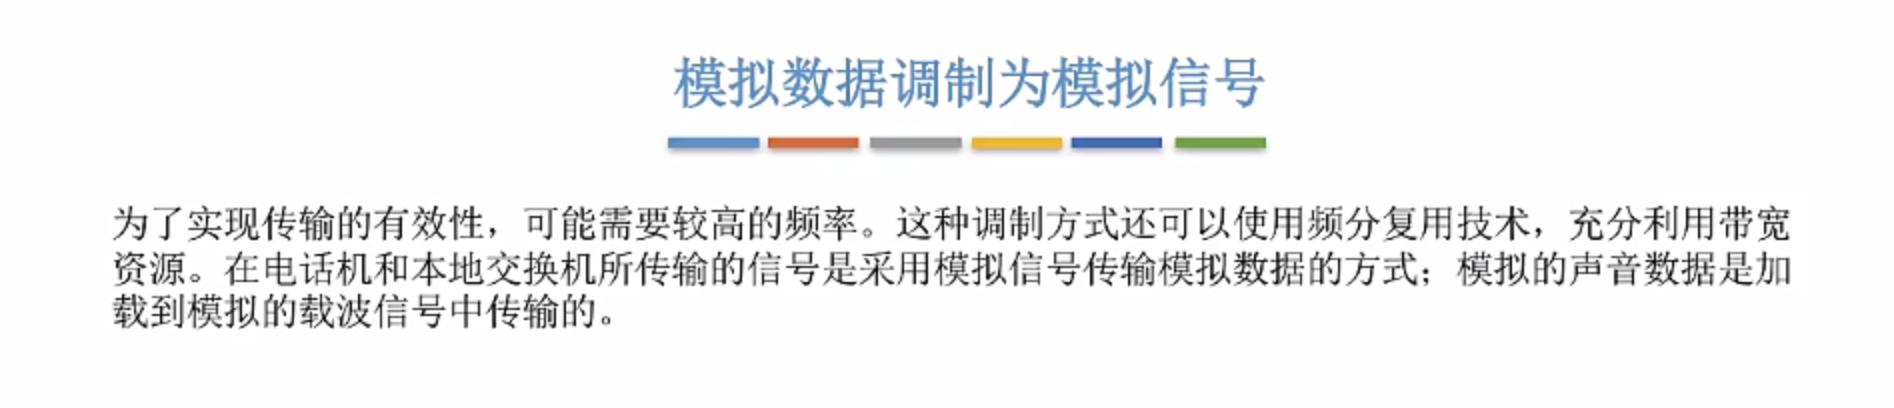 模拟数据调制为模拟信号
为了实现传输的有效性，可能需要较高的频率。这种调制方式还可以使用频分复用技术，充分利用带宽
资源。在电话机和本地交换机所传输的信号是采用模拟信号传输模拟数据的方式；模拟的声音数据是加
载到模拟的载波信号中传输的。